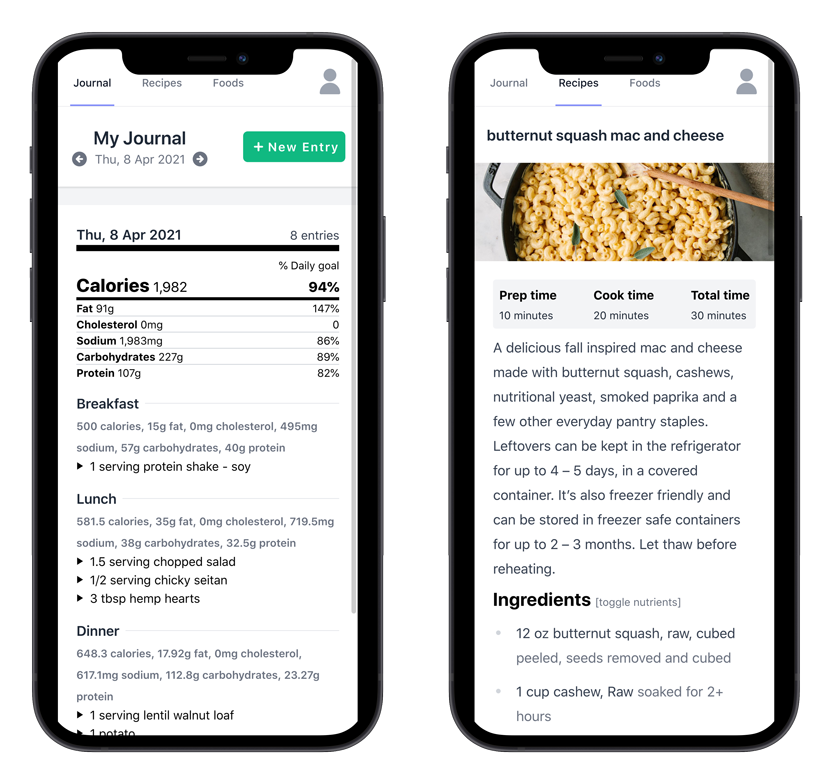 Journal Recipes Foods
My Journal
Thu, 8 Apr 2021
+ New Entry
Thu, 8 Apr 2021 8 entries
% Daily goal
Calories 1,982 94%
Fat 91g 147%
Cholesterol 0mg 0
Sodium 1,983mg 86%
Carbohydrates 227g 89%
Protein 107g 82%
Breakfast
500 calories, 15g fat, 0mg cholesterol, 495mg
sodium, 57g carbohydrates, 40g protein
1 serving protein shake - soy
Lunch
581.5 calories, 35g fat, 0mg cholesterol, 719.5mg
sodium, 38g carbohydrates, 32.5g protein
1.5 serving chopped salad
1/2 serving chicky seitan
3 tbsp hemp hearts
Dinner
648.3 calories, 17.92g fat, 0mg cholesterol,
617.1mg sodium, 112.8g carbohydrates, 23.27g
protein
1 serving lentil walnut loaf
1 potato
Journal Recipes Foods
butternut squash mac and cheese
Prep time Cook time Total time
10 minutes 20 minutes 30 minutes
A delicious fall inspired mac and cheese
made with butternut squash, cashews,
nutritional yeast, smoked paprika and a
few other everyday pantry staples.
Leftovers can be kept in the refrigerator
for up to 4 – 5 days, in a covered
container. It’s also freezer friendly and
can be stored in freezer safe containers
for up to 2 – 3 months. Let thaw before
reheating.
Ingredients [toggle nutrients]
12 oz butternut squash, raw, cubed
peeled, seeds removed and cubed
1 cup cashew, Raw soaked for 2+
hours